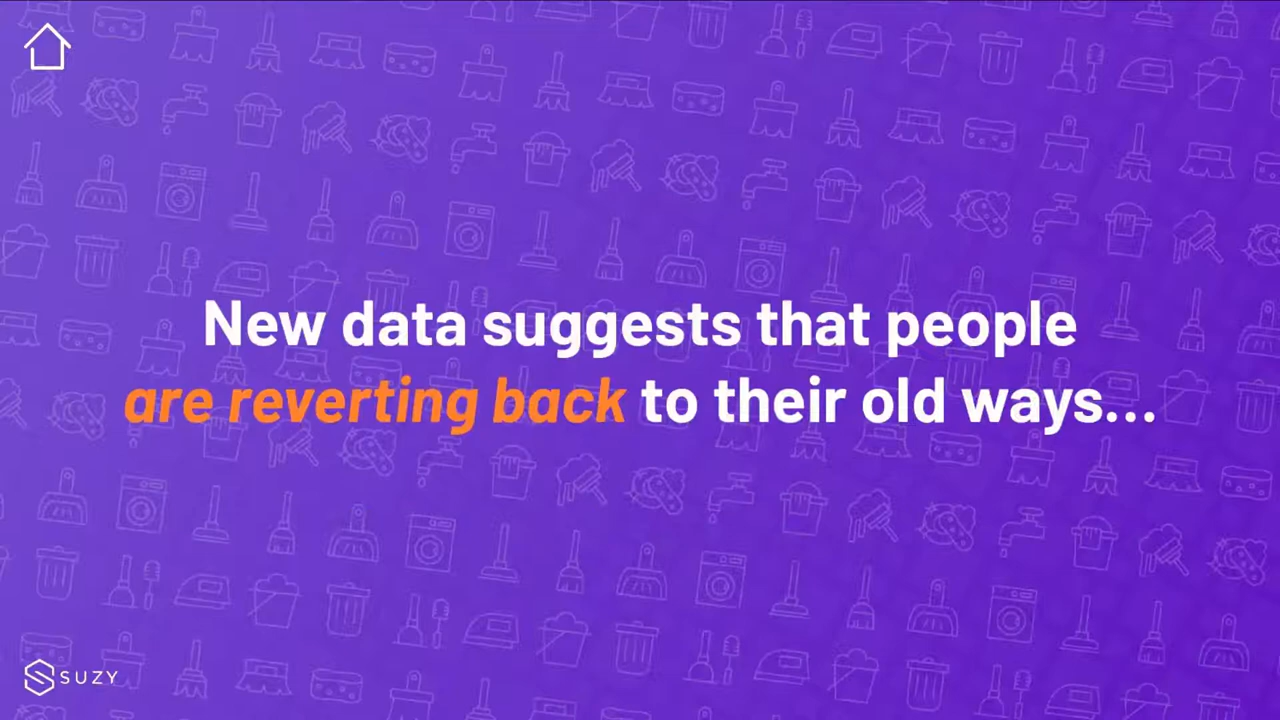 New data suggests that people
are reverting back to their old ways...
SUZY